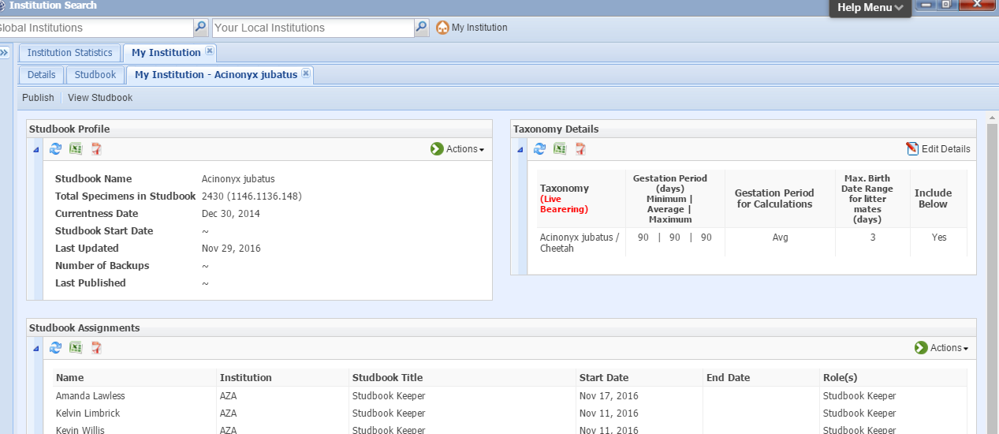 Institution Search
Help Menu
Global Institutions
Your Local Institutions
My Institution
Institution Statistics
My Institution
Details
Studbook
My Institution - Acinonyx jubatus
Publish
View Studbook
Studbook Profile
Actions
Studbook Name Acinonyx jubatus
Total Specimens in Studbook 2430 (1146.1136.148)
Currentness Date Dec 30, 2014
Studbook Start Date ~
Last Updated Nov 29, 2016
Number of Backups ~
Last Published ~
Taxonomy Details
Edit Details
Taxonomy
(Live
Bearering)
Gestation Period
(days)
Minimum |
Average |
Maximum
Gestation Period
for Calculations
Max. Birth
Date Range
for litter
mates
(days)
Include
Below
Acinonyx jubatus /
Cheetah
90 | 90 | 90
Avg
3
Yes
Studbook Assignments
Actions
Name Institution Studbook Title Start Date End Date Role(s)
Amanda Lawless AZA Studbook Keeper Nov 17, 2016 Studbook Keeper
Kelvin Limbrick AZA Studbook Keeper Nov 11, 2016 Studbook Keeper
Kevin Willis AZA Studbook Keeper Nov 11, 2016 Studbook Keeper